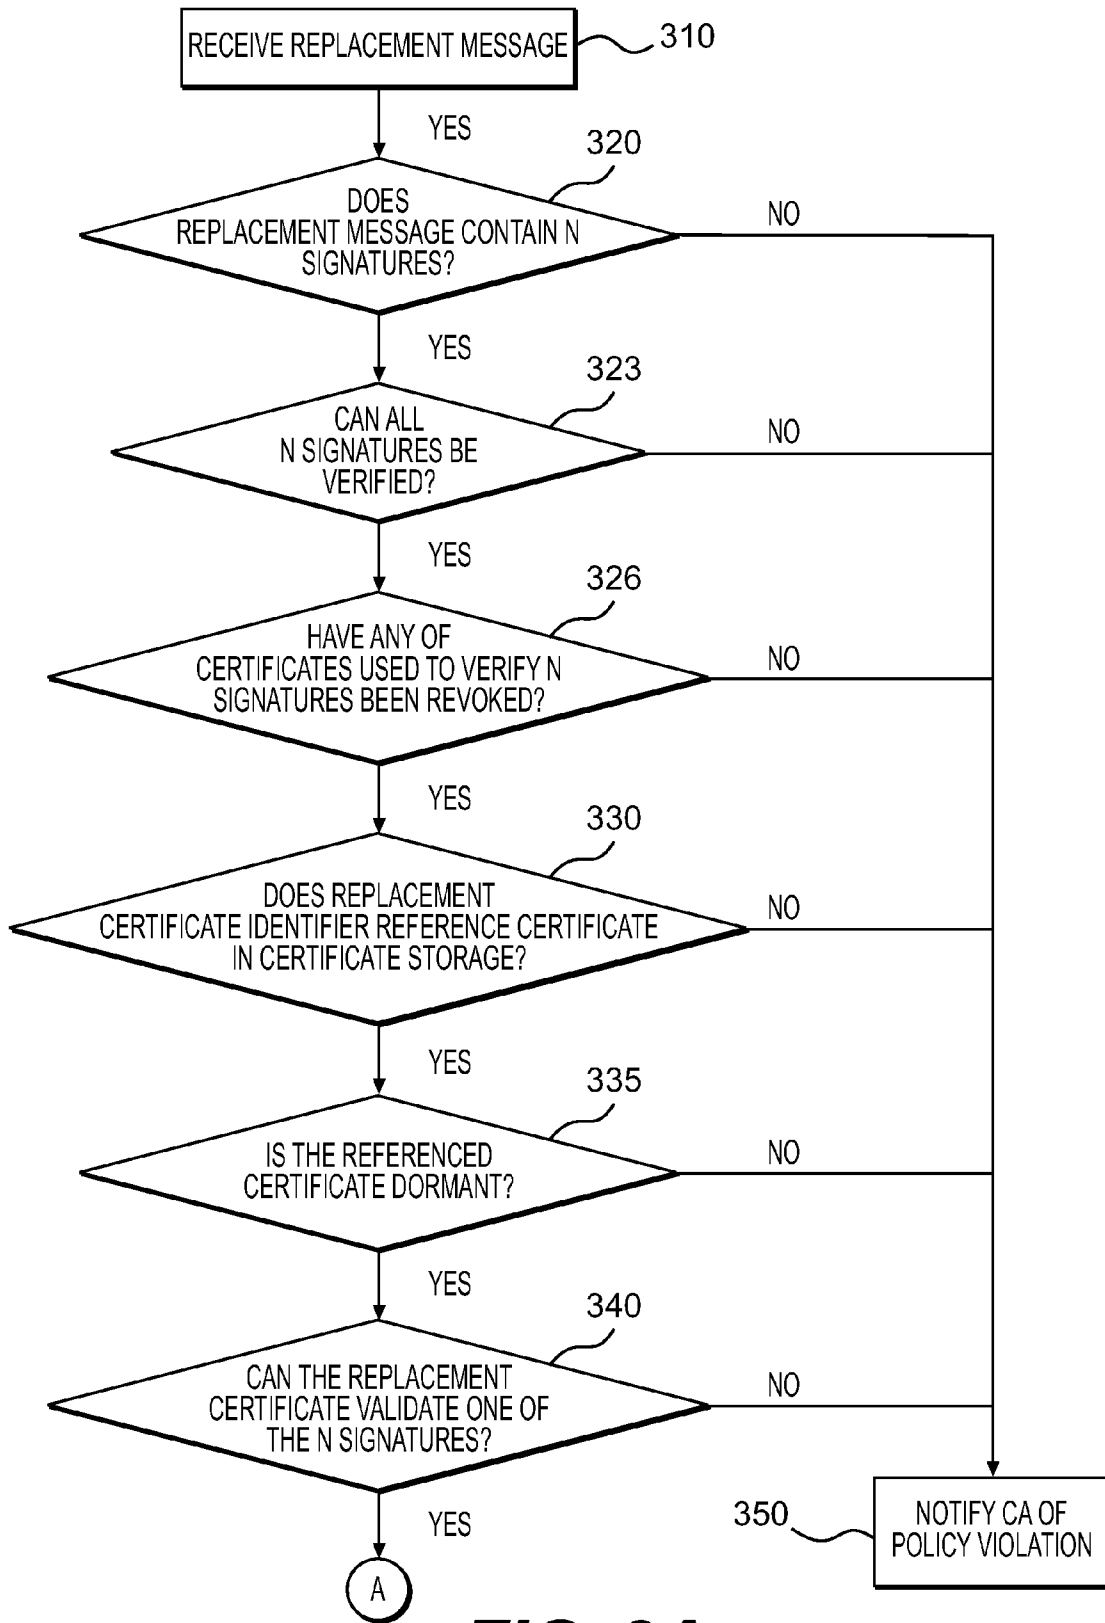 RECEIVE REPLACEMENT MESSAGE
310
YES
320
DOES
REPLACEMENT MESSAGE CONTAIN N
SIGNATURES?
NO
YES
323
CAN ALL
N SIGNATURES BE
VERIFIED?
NO
YES
326
HAVE ANY OF
CERTIFICATES USED TO VERIFY N
SIGNATURES BEEN REVOKED?
NO
YES
330
DOES REPLACEMENT
CERTIFICATE IDENTIFIER REFERENCE CERTIFICATE
IN CERTIFICATE STORAGE?
NO
YES
335
IS THE REFERENCED
CERTIFICATE DORMANT?
NO
YES
340
CAN THE REPLACEMENT
CERTIFICATE VALIDATE ONE OF
THE N SIGNATURES?
NO
YES
350
NOTIFY CA OF
POLICY VIOLATION
A